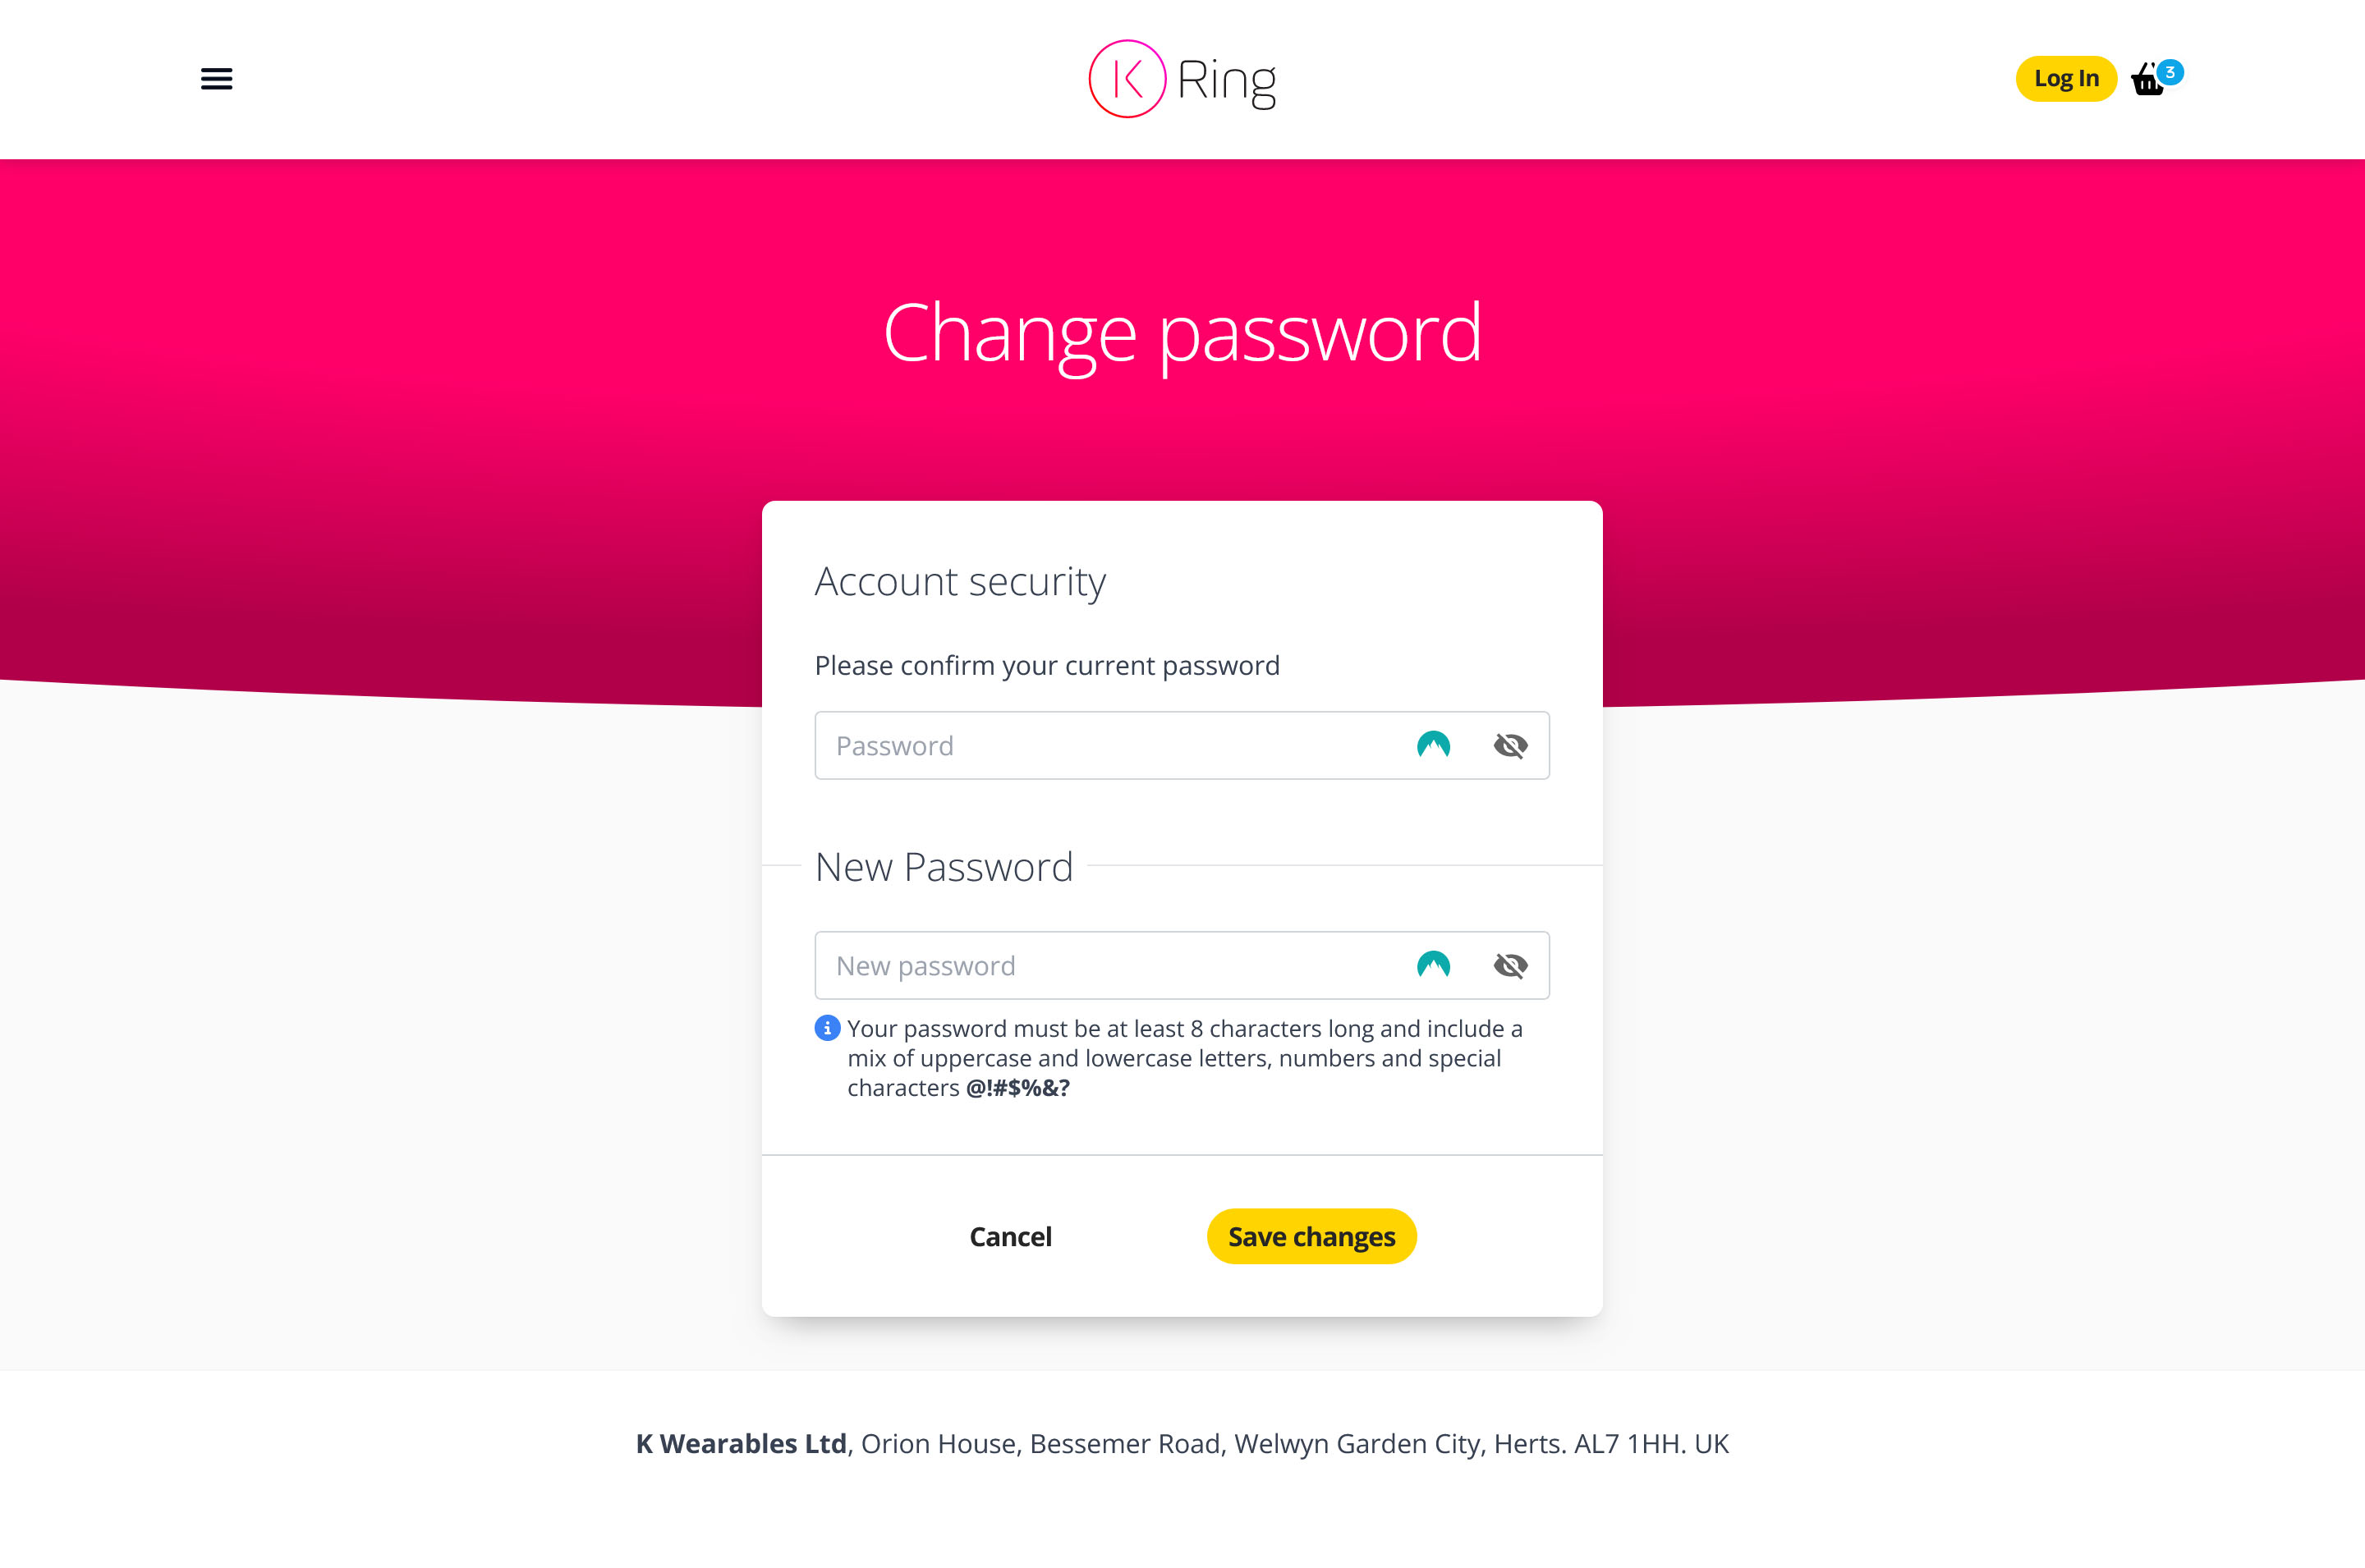 K Ring
Log In
3
Change password
Account security
Please confirm your current password
Password
New Password
New password
Your password must be at least 8 characters long and include a
mix of uppercase and lowercase letters, numbers and special
characters @!#$%&?
Cancel
Save changes
K Wearables Ltd, Orion House, Bessemer Road, Welwyn Garden City, Herts. AL7 1HH. UK